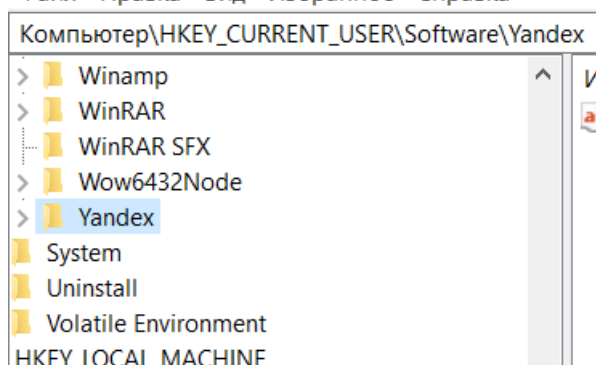 Компьютер\HKEY_CURRENT_USER\Software\Yandex
Winamp
WinRAR
WinRAR SFX
Wow6432Node
Yandex
System
Uninstall
Volatile Environment
HKEY_LOCAL_MACHINE